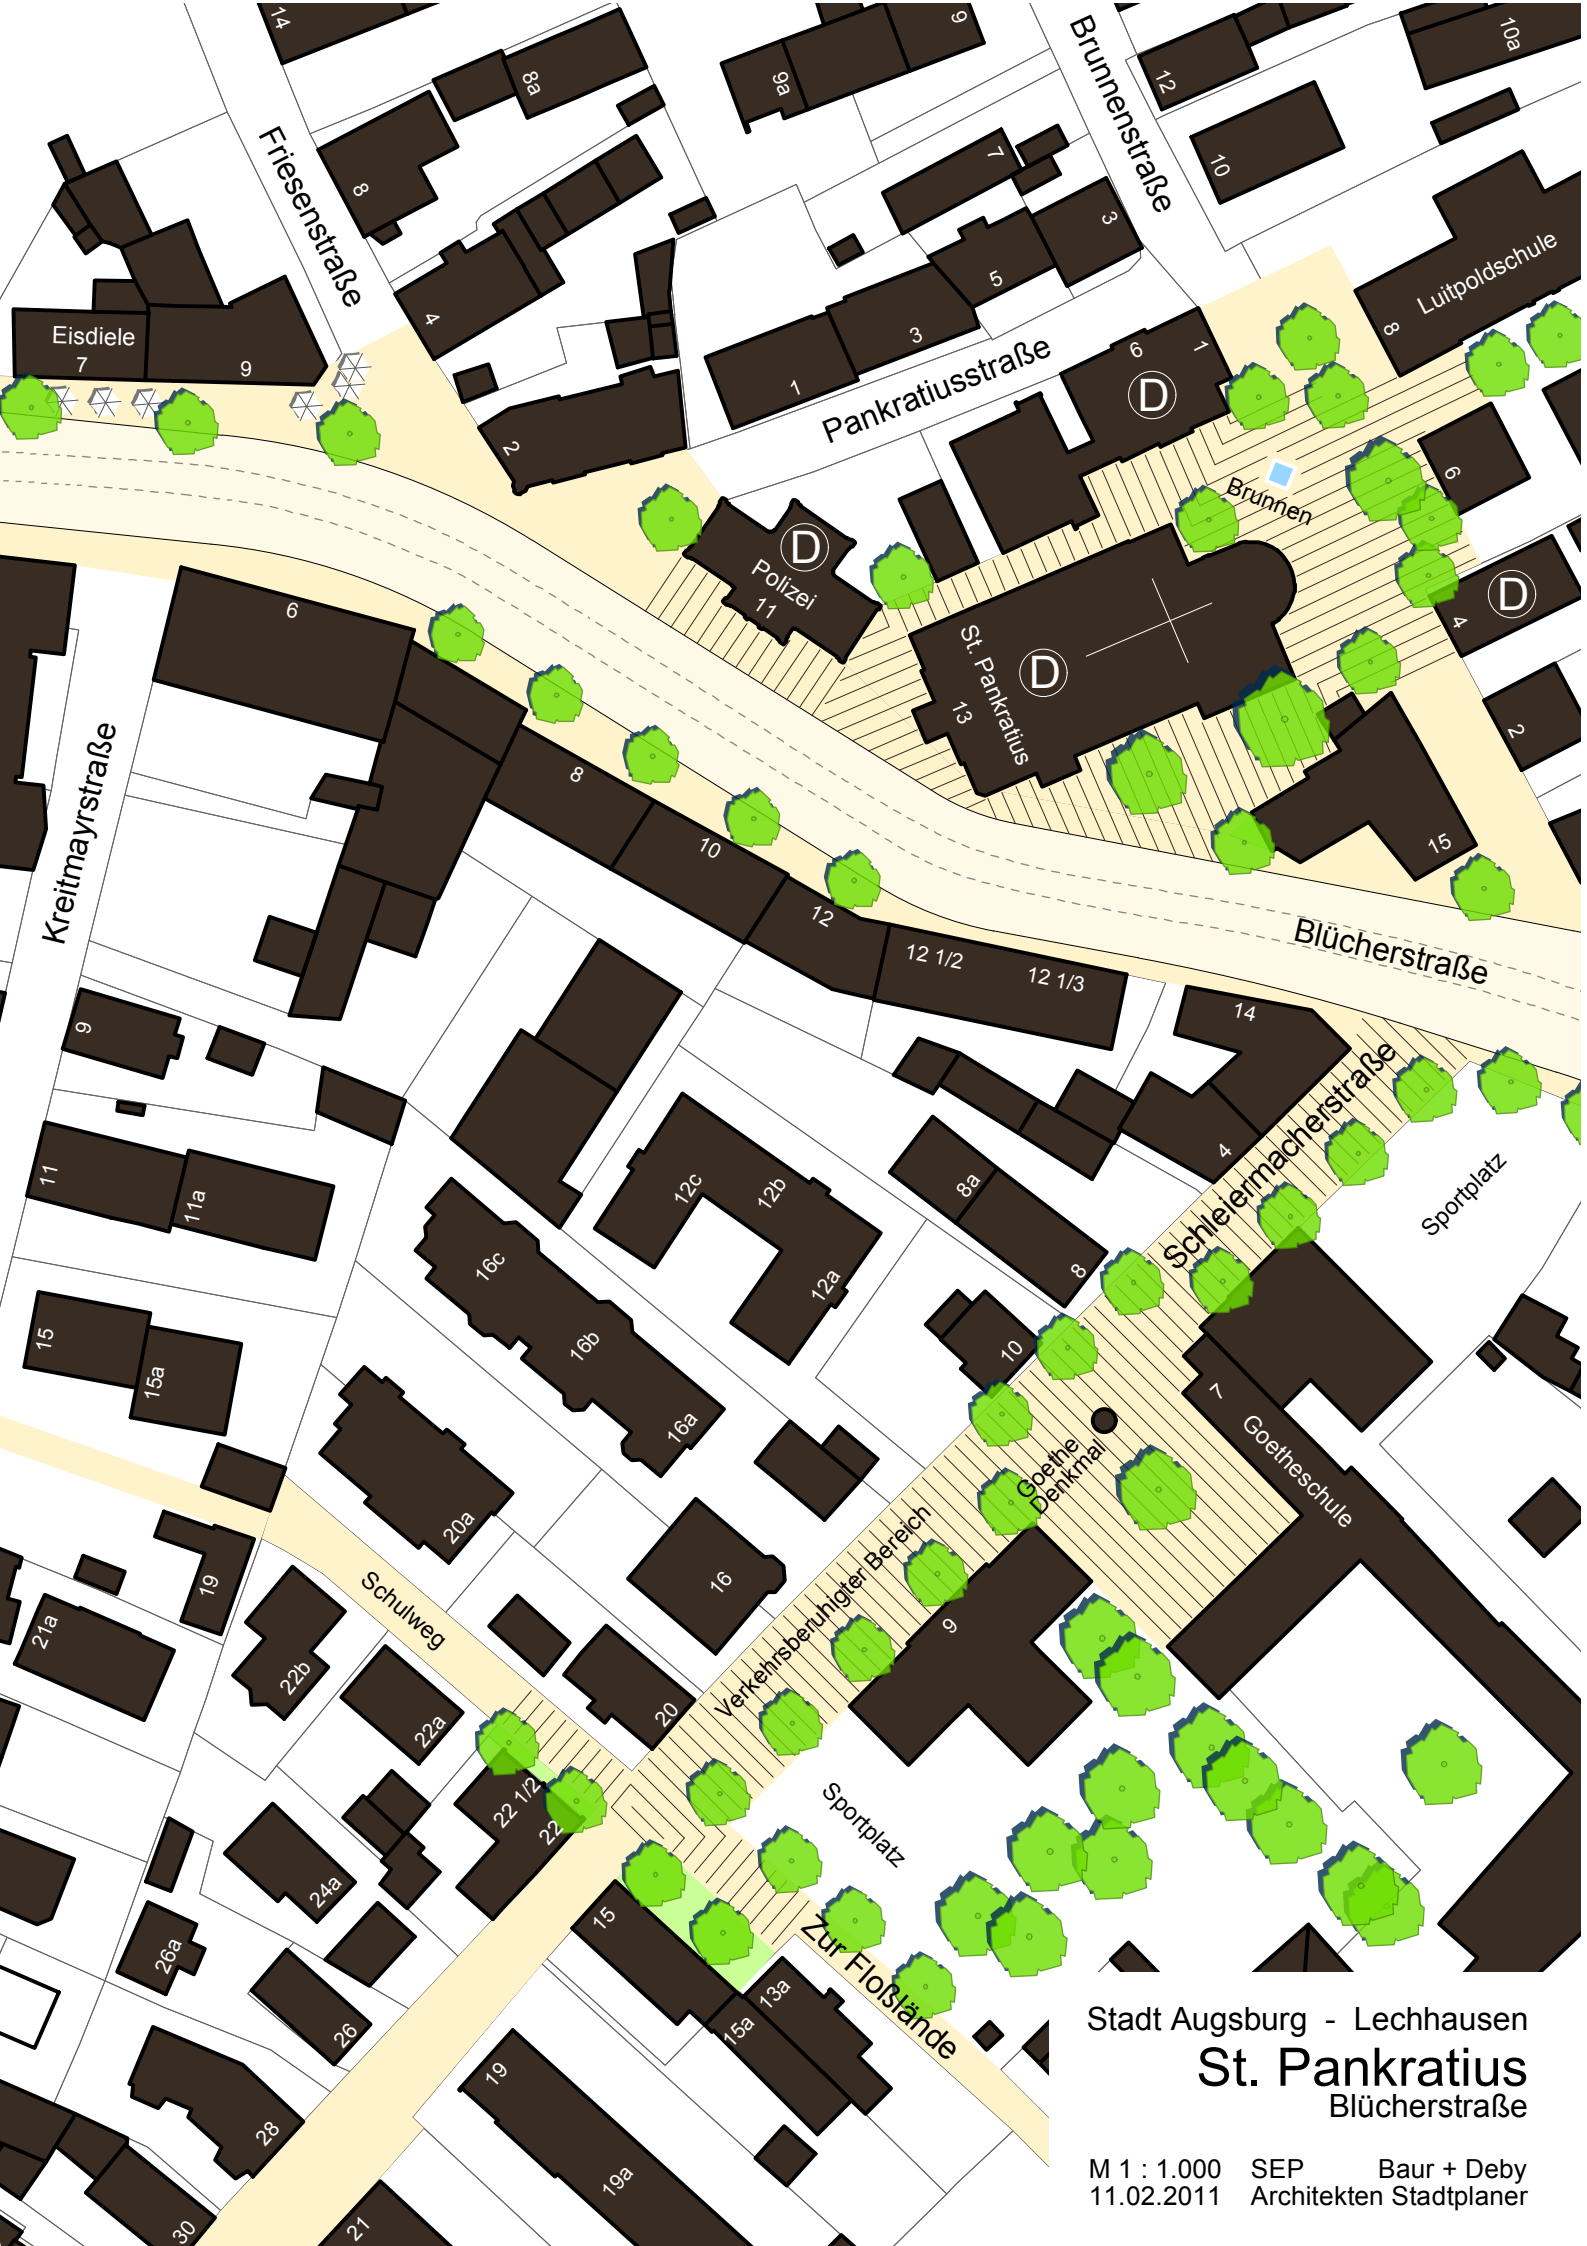 14
8a
9a
9
Brunnenstraße
12
10a
Friesenstraße
8
7
10
3
Luitpoldschule
8
Eisdiele
7
9
4
5
3
1
Pankratiusstraße
6
1
D
2
Brunnen
6
D
Polizei
11
D
4
6
St. Pankratius
13
D
2
Kreitmayrstraße
8
10
12
12 1/2
12 1/3
15
Blücherstraße
14
9
Schleiermacherstraße
4
Sportplatz
11
11a
8a
8
12c
12b
12a
16c
16b
16a
15
15a
10
7
Goetheschule
Goethe
Denkmal
20a
Verkehrsberuhigter Bereich
16
9
19
21a
22b
Schulweg
22a
20
22 1/2
22
Sportplatz
24a
15
26a
26
13a
15a
Zur Floßlände
19
28
19a
30
21
Stadt Augsburg - Lechhausen
St. Pankratius
Blücherstraße
M 1 : 1.000 SEP Baur + Deby
11.02.2011 Architekten Stadtplaner